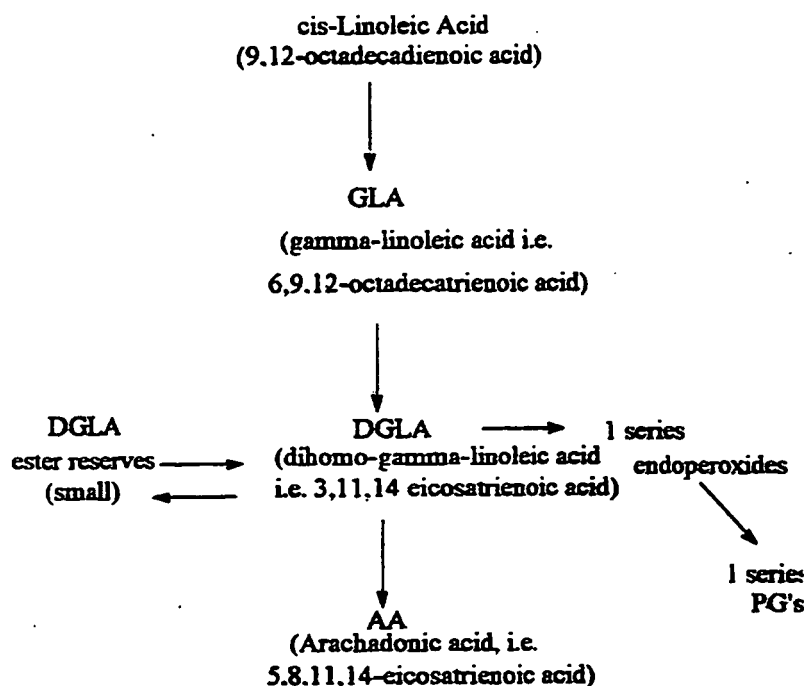 cis-Linoleic Acid
(9,12-octadecadienoic acid)
GLA
(gamma-linoleic acid i.e.
6,9,12-octadecatrienoic acid)
DGLA
ester reserves
(small)
DGLA
(dihomo-gamma-linoleic acid
i.e. 3,11,14 eicosatrienoic acid)
1 series
endoperoxides
1 series
PG's
AA
(Arachadonic acid, i.e.
5,8,11,14-eicosatrienoic acid)